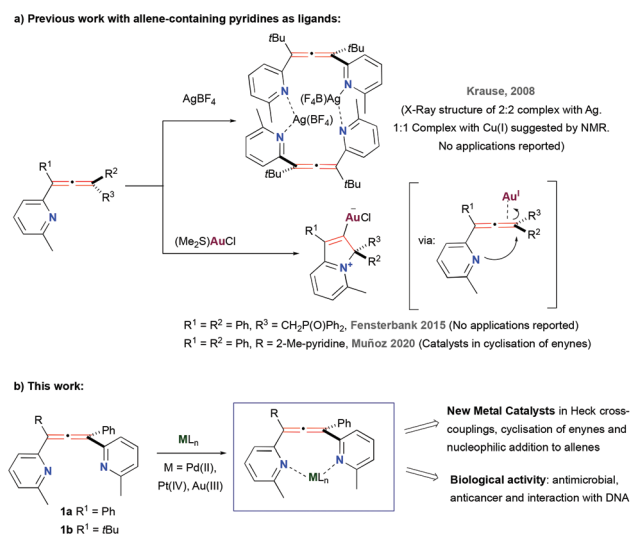 a) Previous work with allene-containing pyridines as ligands:
tBu
tBu
N
N
(F4B)Ag
Ag(BF4)
N
N
tBu
tBu
AgBF4
Krause, 2008
(X-Ray structure of 2:2 complex with Ag.
1:1 Complex with Cu(I) suggested by NMR.
No applications reported)
R1
R2
R3
N
(Me2S)AuCl
AuCl
R1
R3
R2
N+
via:
AuI
R1
R3
R2
N
R1 = R2 = Ph, R3 = CH2P(O)Ph2, Fensterbank 2015 (No applications reported)
R1 = R2 = Ph, R = 2-Me-pyridine, Muñoz 2020 (Catalysts in cyclisation of enynes)
b) This work:
R
Ph
N
N
1a R1 = Ph
1b R1 = tBu
MLn
M = Pd(II),
Pt(IV), Au(III)
R
Ph
N
N
MLn
New Metal Catalysts in Heck cross-
couplings, cyclisation of enynes and
nucleophilic addition to allenes
Biological activity: antimicrobial,
anticancer and interaction with DNA